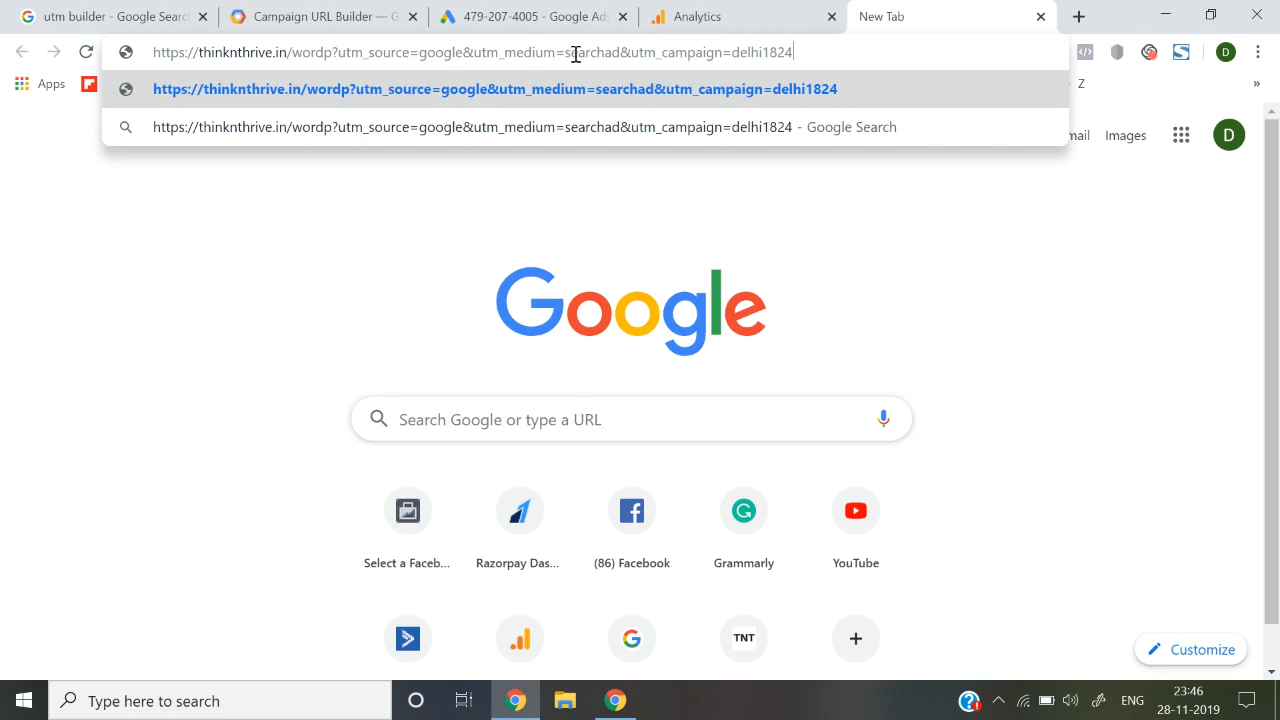 utm builder - Google Searc
Campaign URL Builder — G
479-207-4005 - Google Ads
Analytics
New Tab
https://thinknthrive.in/wordp?utm_source=google&utm_medium=searchad&utm_campaign=delhi1824
D
Apps
https://thinknthrive.in/wordp?utm_source=google&utm_medium=searchad&utm_campaign=delhi1824
Z
»
https://thinknthrive.in/wordp?utm_source=google&utm_medium=searchad&utm_campaign=delhi1824 - Google Search
mail
Images
D
Google
Search Google or type a URL
Select a Faceb...
Razorpay Das...
(86) Facebook
Grammarly
YouTube
TNT
Customize
Type here to search
ENG
23:46
28-11-2019